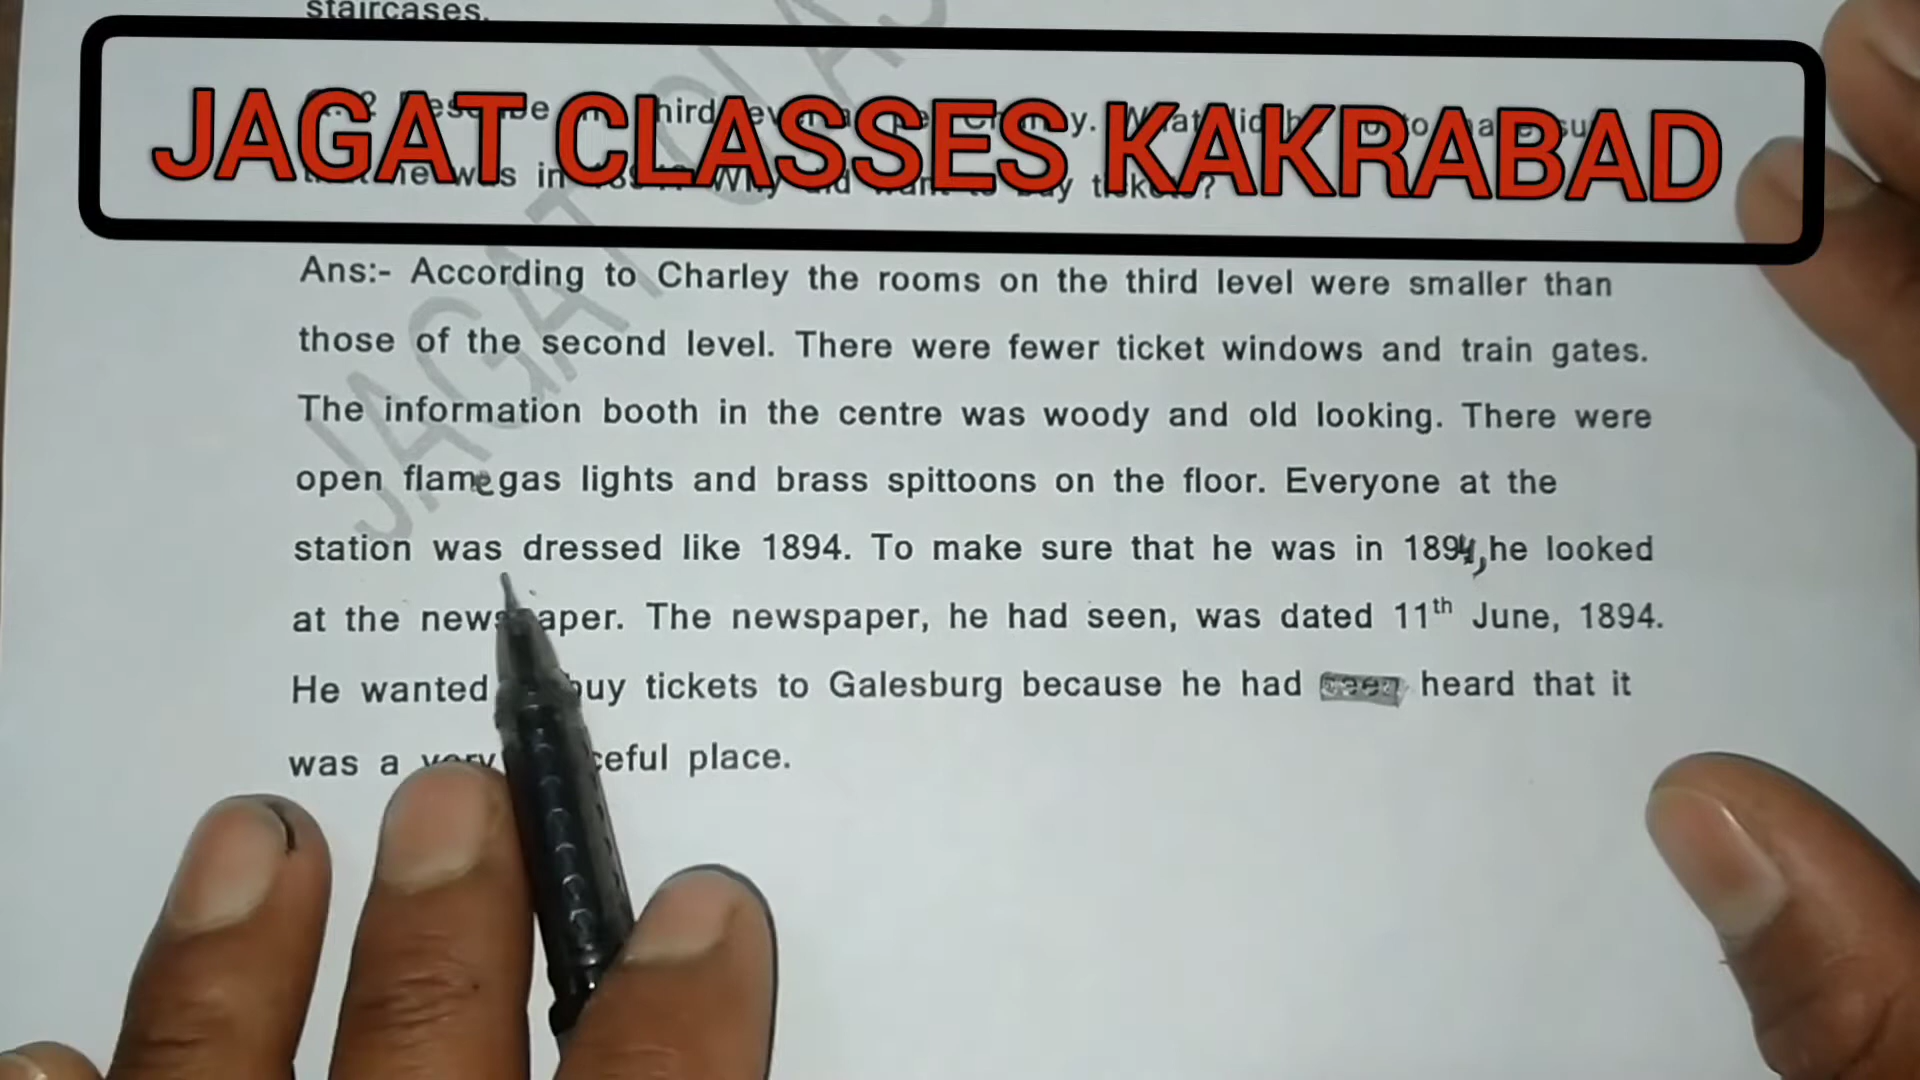 staircases.
JAGAT CLASSES KAKRABAD
Ans:- According to Charley the rooms on the third level were smaller than
those of the second level. There were fewer ticket windows and train gates.
The information booth in the centre was woody and old looking. There were
open flame gas lights and brass spittoons on the floor. Everyone at the
station was dressed like 1894. To make sure that he was in 1894, he looked
at the newspaper. The newspaper, he had seen, was dated 11th June, 1894.
He wanted buy tickets to Galesburg because he had heard that it
was a very place.
JAGAT CLAS